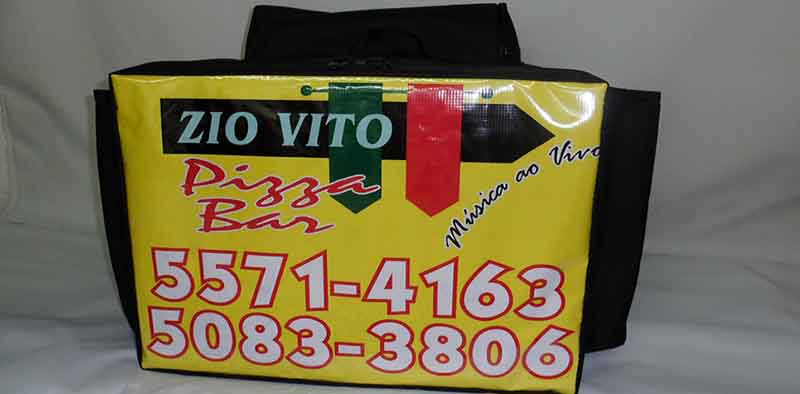 ZIO VITO
Pizza
Bar
Música ao Vivo
5571-4163
5083-3806